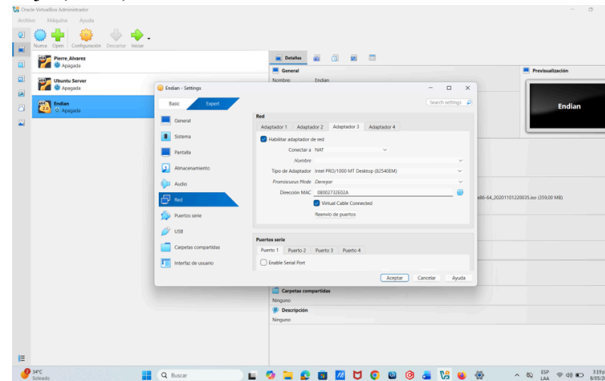 Oracle VirtualBox Administrador
Archivo Máquina Ayuda
Nueva Open Configuración Descartar Iniciar
Pierre_Alvarez
Apagada
Ubuntu Server
Apagada
Endian
Apagada
Detalles
General
Nombre: Endian
Previsualización
Endian
Endian - Settings
Basic Expert
Search settings
General
Sistema
Pantalla
Almacenamiento
Audio
Red
Puertos serie
USB
Carpetas compartidas
Interfaz de usuario
Red
Adaptador 1 Adaptador 2 Adaptador 3 Adaptador 4
Habilitar adaptador de red
Conectar a NAT
Nombre
Tipo de Adaptador Intel PRO/1000 MT Desktop (82540EM)
Promiscuous Mode Denegar
Dirección MAC 08002732E02A
Virtual Cable Connected
Reenvío de puertos
Puertos serie
Puerto 1 Puerto 2 Puerto 3 Puerto 4
Enable Serial Port
Aceptar Cancelar Ayuda
Carpetas compartidas
Ninguno
Descripción
Ninguno
34°C
Soleado
Buscar
ESP
LAA